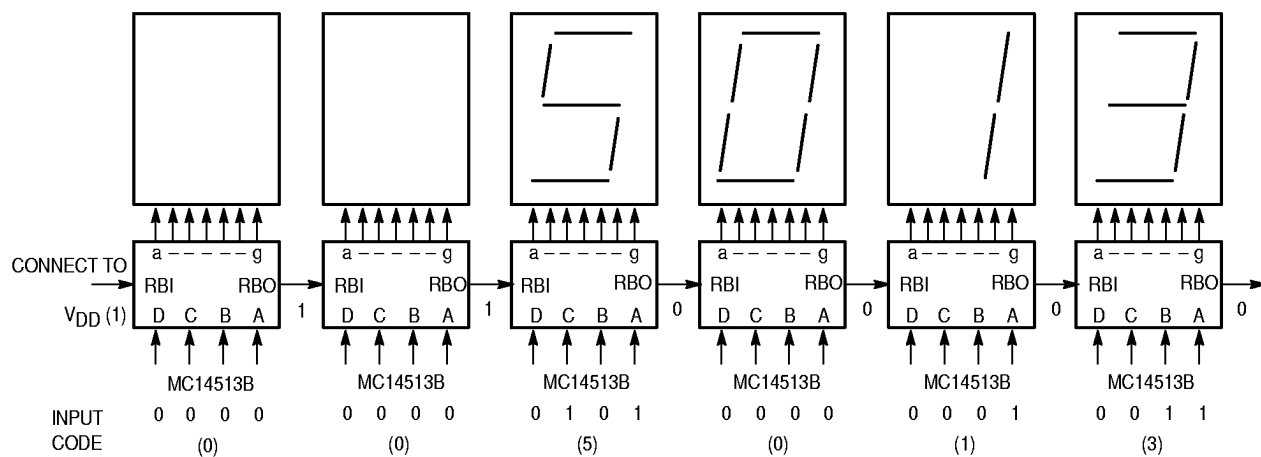 a g a g a g a g a g a g
CONNECT TO
RBI RBO RBI RBO RBI RBO RBI RBO RBI RBO RBI RBO
VDD (1) D C B A 1 D C B A 1 D C B A 0 D C B A 0 D C B A 0 D C B A 0
MC14513B MC14513B MC14513B MC14513B MC14513B MC14513B
INPUT 0 0 0 0 0 0 0 0 0 1 0 1 0 0 0 0 0 0 0 1 0 0 1 1
CODE (0) (0) (5) (0) (1) (3)